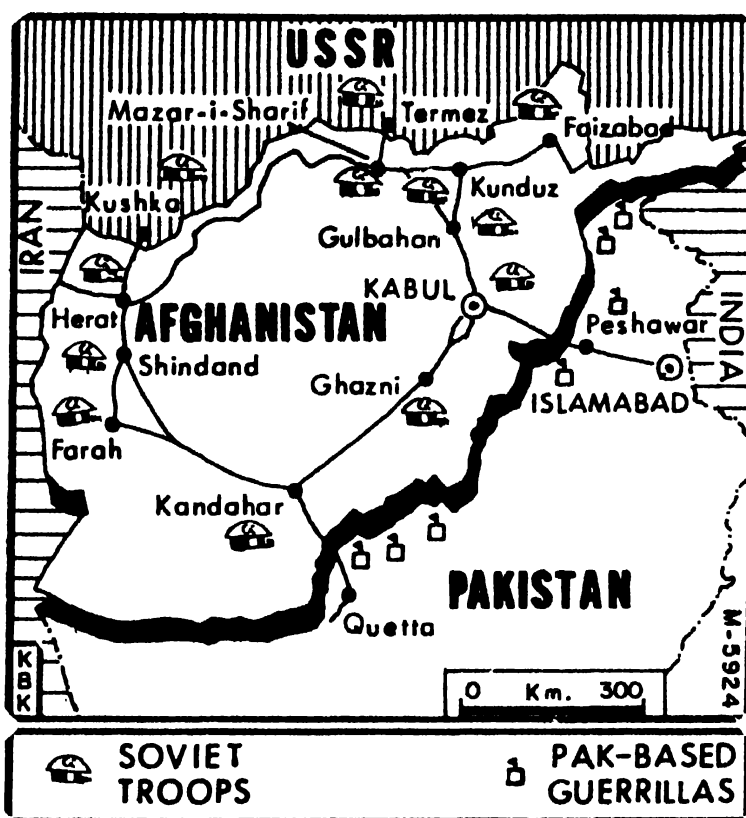 USSR
Mazar-i-Sharif
Termez
Faizabad
Kushka
Kunduz
IRAN
Gulbahan
KABUL
INDIA
Herat
AFGHANISTAN
Peshawar
Shindand
Ghazni
ISLAMABAD
Farah
Kandahar
PAKISTAN
Quetta
M-5924
KBK
0 Km. 300
SOVIET
TROOPS
PAK-BASED
GUERRILLAS